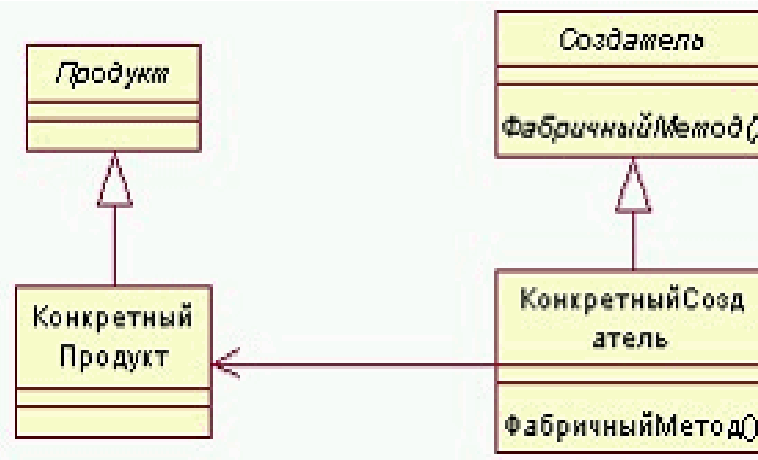 Продукт
Создатель
ФабричныйМетод()
Конкретный
Продукт
КонкретныйСозд
атель
ФабричныйМетод()